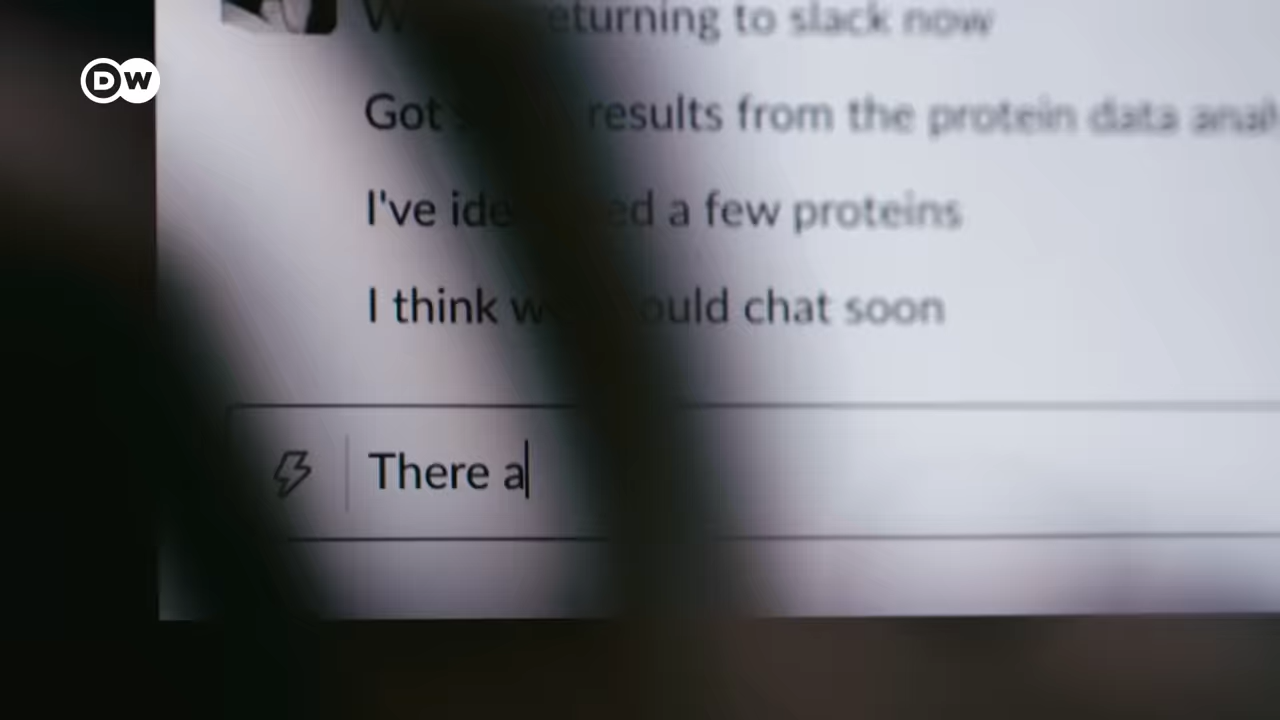 DW
returning to slack now
Got results from the protein data
I've a few proteins
I think chat soon
There a